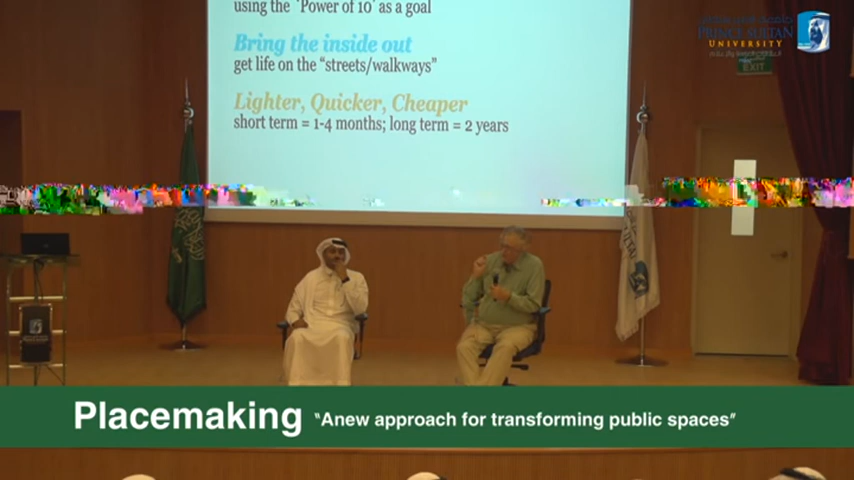 using the 'Power of 10' as a goal
Bring the inside out
get life on the "streets/walkways"
Lighter, Quicker, Cheaper
short term = 1-4 months; long term = 2 years
PRINCE SULTAN
UNIVERSITY
EXIT
Placemaking "Anew approach for transforming public spaces"